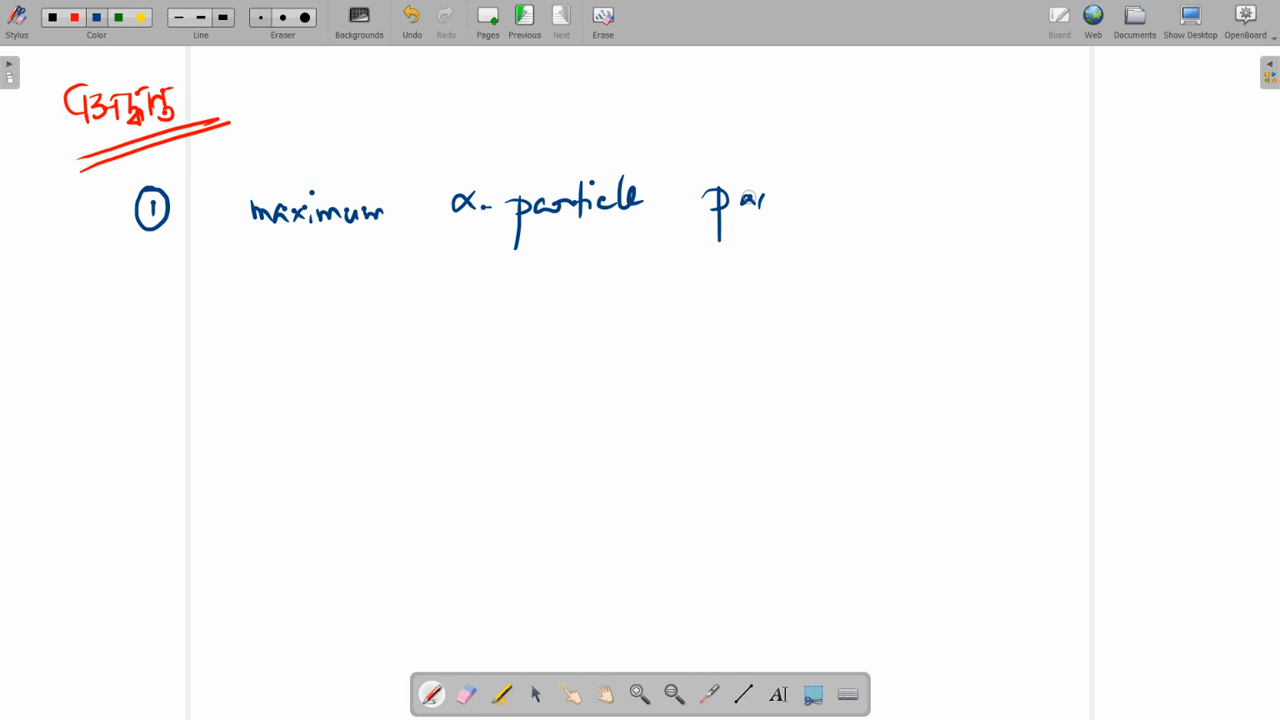 Stylus
Color
Line
Eraser
Backgrounds
Undo
Redo
Pages
Previous
Next
Erase
Board
Web
Documents
Show Desktop
OpenBoard
① maximum α- particle par